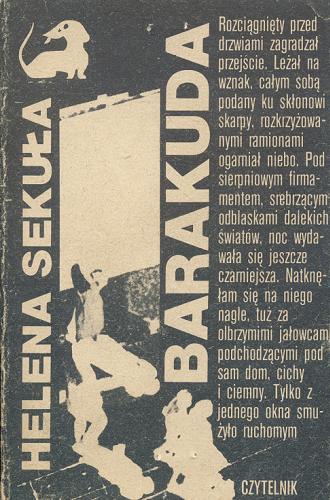 HELENA SEKUŁA
BARAKUDA
Rozciągnięty przed
drzwiami zagradzał
przejście. Leżał na
wznak, całym sobą
podany ku skłonowi
skarpy, rozkrzyżowa-
nymi ramionami
ogarniał niebo. Pod
sierpniowym firma-
mentem, srebrzącym
odblaskami dalekich
światów, noc wyda-
wała się jeszcze
czarniejsza. Natknę-
łam się na niego
nagle, tuż za
olbrzymimi jałowcam
podchodzącymi pod
sam dom, cichy
i ciemny. Tylko z
jednego okna smu-
żyło ruchomym
CZYTELNIK